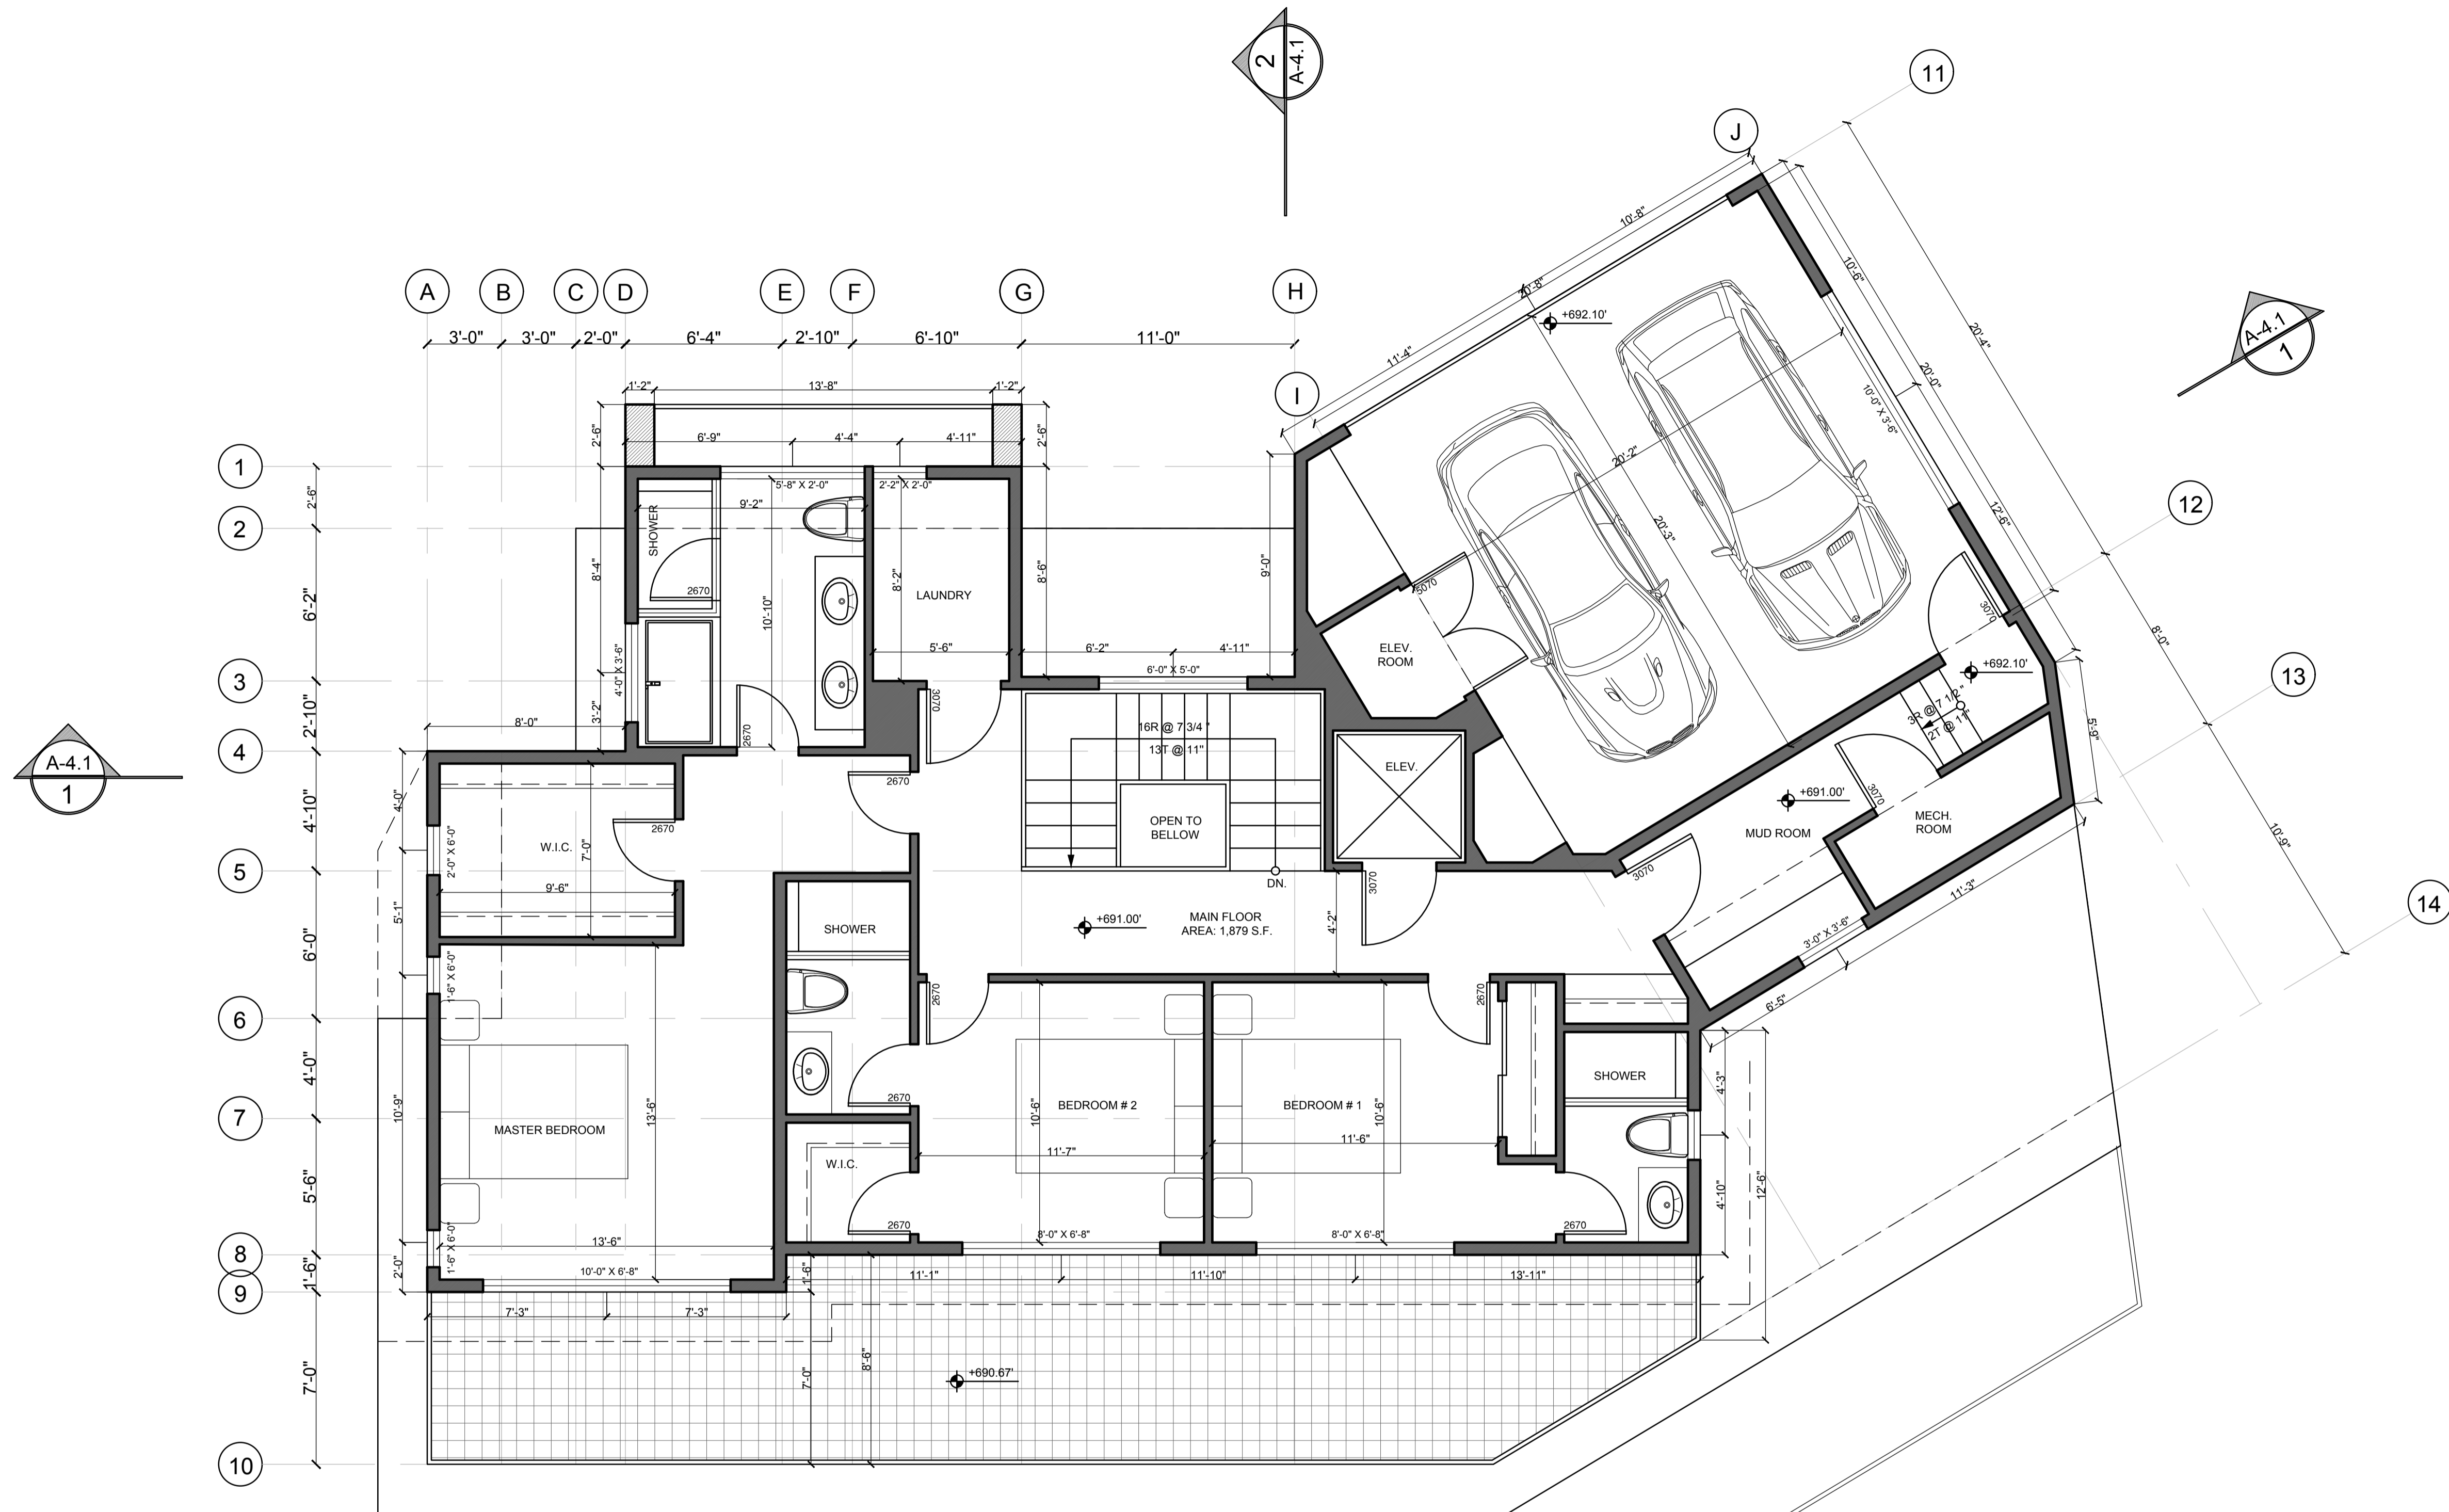 2
A-4.1
11
J
10'-8"
20'-8"
11'-4"
10'-6"
20'-4"
20'-0"
10'-0" X 3'-6"
12'-6"
A-4.1
1
A
B
C
D
E
F
G
H
I
3'-0"
3'-0"
2'-0"
6'-4"
2'-10"
6'-10"
11'-0"
+692.10'
20'-2"
20'-3"
1'-2"
13'-8"
1'-2"
2'-6"
6'-9"
4'-4"
4'-11"
2'-6"
1
2
3
4
5
6
7
8
9
10
12
13
14
2'-6"
6'-2"
2'-10"
4'-10"
6'-0"
4'-0"
5'-6"
1'-6"
7'-0"
5'-8" X 2'-0"
2'-2" X 2'-0"
9'-2"
SHOWER
8'-4"
2670
10'-10"
8'-2"
LAUNDRY
5'-6"
8'-6"
9'-0"
6'-2"
4'-11"
6'-0" X 5'-0"
4'-0" X 3'-6"
3'-2"
8'-0"
2670
3070
5070
ELEV.
ROOM
3070
+692.10'
8'-0"
5'-9"
10'-9"
3R @ 7 1/2 "
2T @ 11"
16R @ 7 3/4 "
13T @ 11"
OPEN TO
BELLOW
DN.
ELEV.
3070
A-4.1
1
4'-0"
2'-0" X 6'-0"
W.I.C.
7'-0"
9'-6"
2670
2670
5'-1"
+691.00'
MUD ROOM
3070
MECH.
ROOM
3070
11'-3"
3'-0" X 3'-6"
6'-5"
SHOWER
+691.00'
MAIN FLOOR
AREA: 1,879 S.F.
4'-2"
1'-6" X 6'-0"
2670
2670
10'-9"
MASTER BEDROOM
13'-6"
2670
10'-6"
BEDROOM # 2
11'-7"
BEDROOM # 1
10'-6"
11'-6"
SHOWER
4'-3"
12'-6"
4'-10"
W.I.C.
2670
2670
1'-6" X 6'-0"
13'-6"
10'-0" X 6'-8"
2'-0"
8'-0" X 6'-8"
8'-0" X 6'-8"
1'-6"
11'-1"
11'-10"
13'-11"
7'-3"
7'-3"
7'-0"
8'-6"
+690.67'